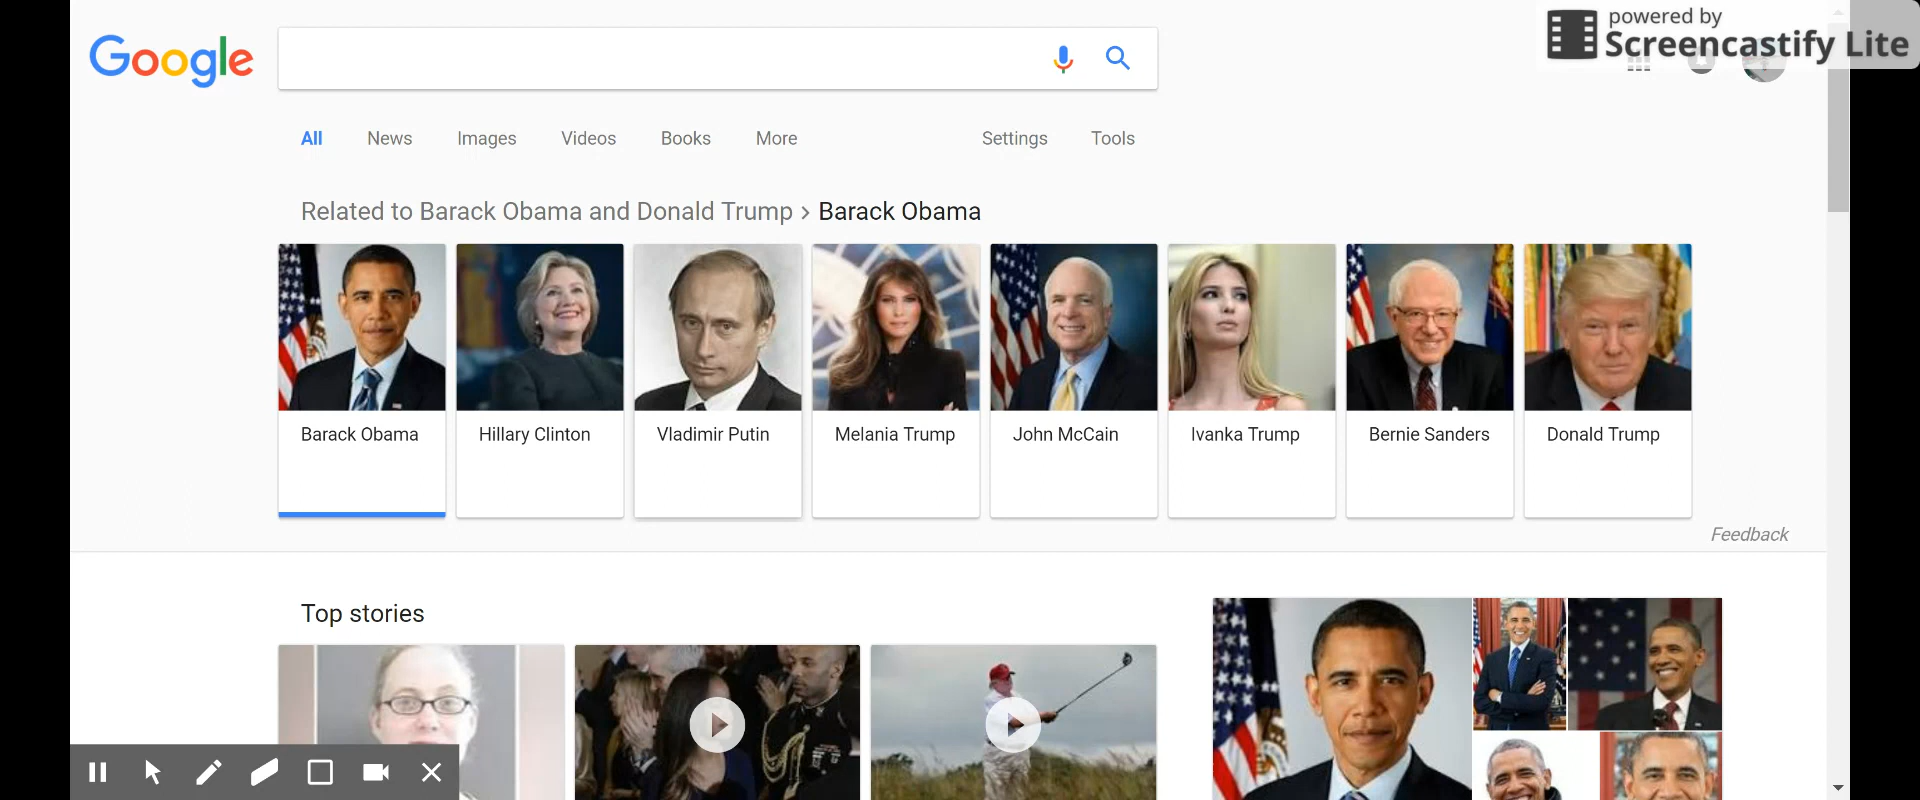 powered by
Screencastify Lite
Google
All News Images Videos Books More Settings Tools
Related to Barack Obama and Donald Trump › Barack Obama
Barack Obama Hillary Clinton Vladimir Putin Melania Trump John McCain Ivanka Trump Bernie Sanders Donald Trump
Feedback
Top stories